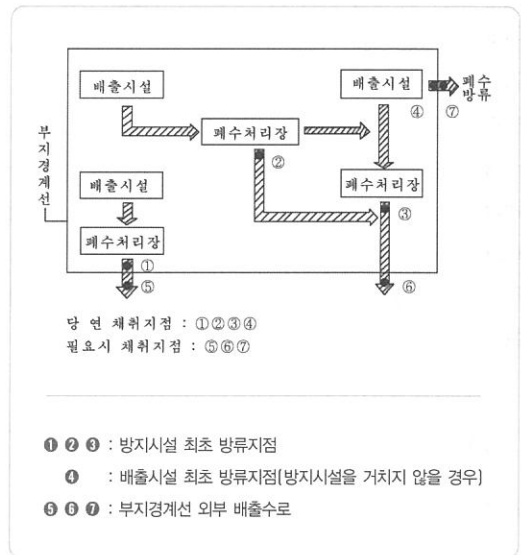 배출시설
배출시설
폐수
방류
④ ⑦
폐수처리장
②
부지경계선
배출시설
폐수처리장
③
폐수처리장
①
⑤
⑥
당 연 채취지점 : ①②③④
필요시 채취지점 : ⑤⑥⑦
❶ ❷ ❸ : 방지시설 최초 방류지점
❹ : 배출시설 최초 방류지점(방지시설을 거치지 않을 경우)
❺ ❻ ❼ : 부지경계선 외부 배출수로